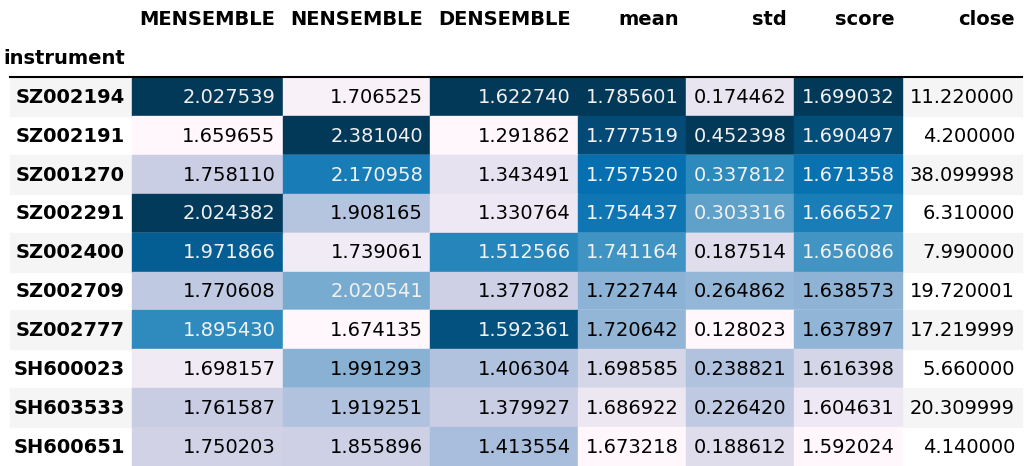 MENSEMBLE NENSEMBLE DENSEMBLE mean std score close
instrument
SZ002194 2.027539 1.706525 1.622740 1.785601 0.174462 1.699032 11.220000
SZ002191 1.659655 2.381040 1.291862 1.777519 0.452398 1.690497 4.200000
SZ001270 1.758110 2.170958 1.343491 1.757520 0.337812 1.671358 38.099998
SZ002291 2.024382 1.908165 1.330764 1.754437 0.303316 1.666527 6.310000
SZ002400 1.971866 1.739061 1.512566 1.741164 0.187514 1.656086 7.990000
SZ002709 1.770608 2.020541 1.377082 1.722744 0.264862 1.638573 19.720001
SZ002777 1.895430 1.674135 1.592361 1.720642 0.128023 1.637897 17.219999
SH600023 1.698157 1.991293 1.406304 1.698585 0.238821 1.616398 5.660000
SH603533 1.761587 1.919251 1.379927 1.686922 0.226420 1.604631 20.309999
SH600651 1.750203 1.855896 1.413554 1.673218 0.188612 1.592024 4.140000